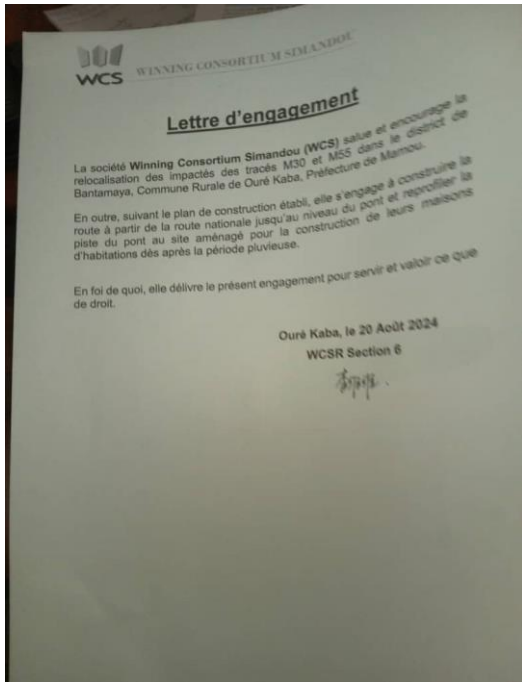 WCS WINNING CONSORTIUM SIMANDOU
Lettre d'engagement
La société Winning Consortium Simandou (WCS) salue et encourage la
relocalisation des impactés des tracés M30 et M55 dans le district de
Bantamaya, Commune Rurale de Ouré Kaba, Préfecture de Mamou.
En outre, suivant le plan de construction établi, elle s'engage à construire la
route à partir de la route nationale jusqu'au niveau du pont et reprofiler la
piste du pont au site aménagé pour la construction de leurs maisons
d'habitations dès après la période pluvieuse.
En foi de quoi, elle délivre le présent engagement pour servir et valoir ce que
de droit.
Ouré Kaba, le 20 Août 2024
WCSR Section 6